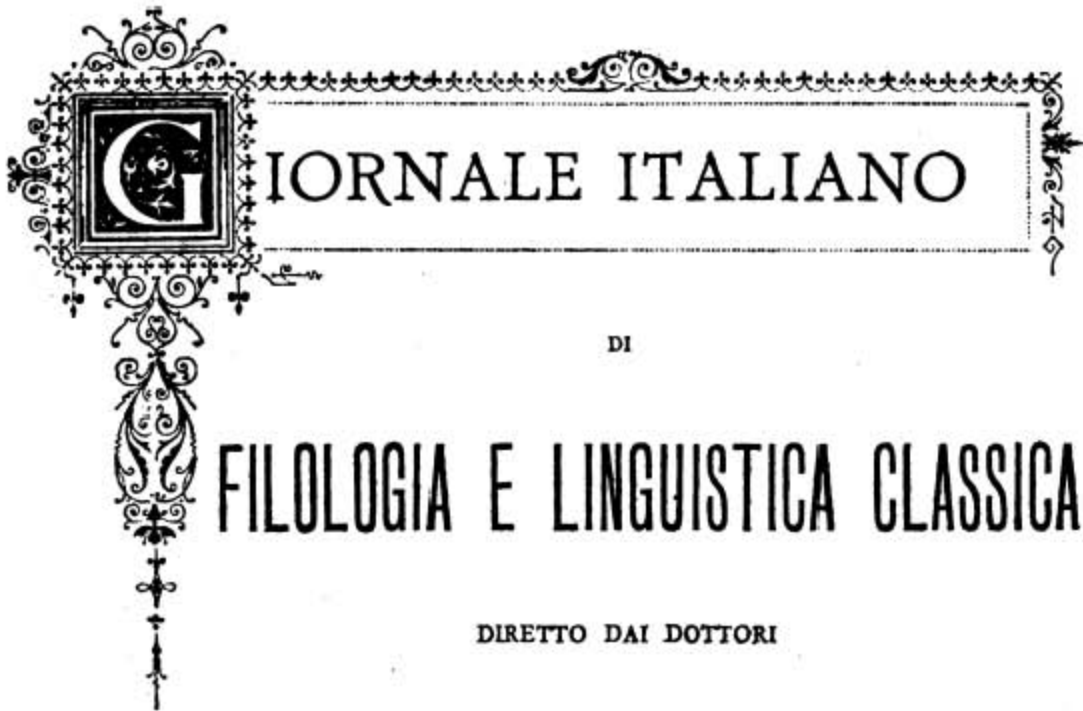 GIORNALE ITALIANO
DI
FILOLOGIA E LINGUISTICA CLASSICA
DIRETTO DAI DOTTORI